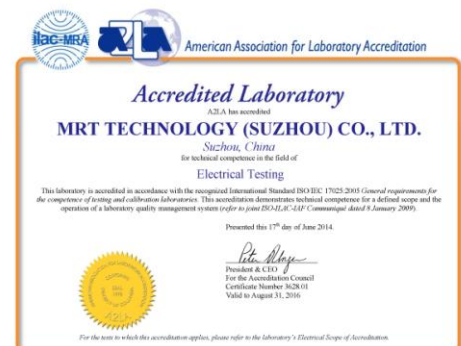 ilac-MRA
A2LA
American Association for Laboratory Accreditation
Accredited Laboratory
A2LA has accredited
MRT TECHNOLOGY (SUZHOU) CO., LTD.
Suzhou, China
for technical competence in the field of
Electrical Testing
This laboratory is accredited in accordance with the recognized International Standard ISO/IEC 17025:2005 General requirements for
the competence of testing and calibration laboratories. This accreditation demonstrates technical competence for a defined scope and the
operation of a laboratory quality management system (refer to joint ISO-ILAC-IAF Communiqué dated 8 January 2009).
Presented this 17th day of June 2014.
President & CEO
For the Accreditation Council
Certificate Number 3628.01
Valid to August 31, 2016
A2LA
For the tests to which this accreditation applies, please refer to the laboratory's Electrical Scope of Accreditation.